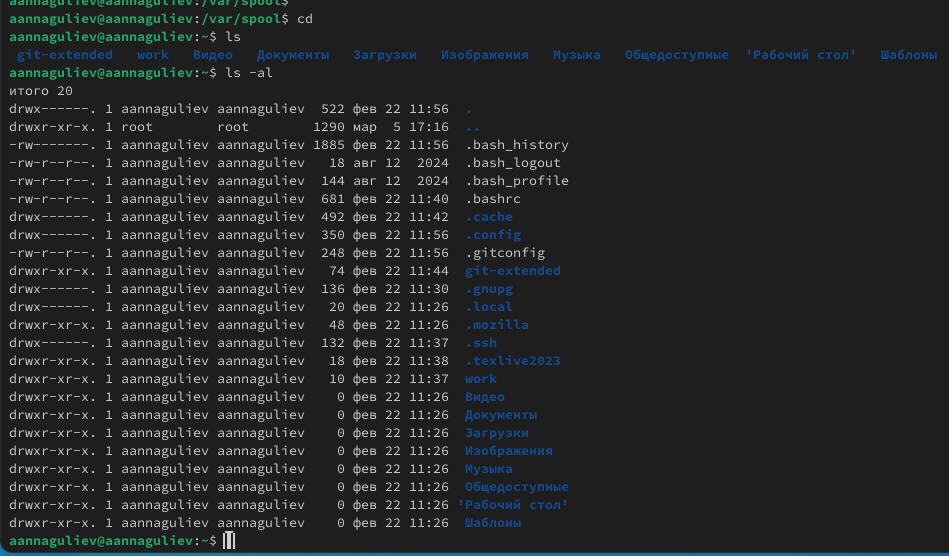 aannaguliev@aannaguliev:/var/spool$
aannaguliev@aannaguliev:/var/spool$ cd
aannaguliev@aannaguliev:~$ ls
git-extended work Видео Документы Загрузки Изображения Музыка Общедоступные 'Рабочий стол' Шаблоны
aannaguliev@aannaguliev:~$ ls -al
итого 20
drwx------. 1 aannaguliev aannaguliev 522 фев 22 11:56 .
drwxr-xr-x. 1 root root 1290 мар 5 17:16 ..
-rw-------. 1 aannaguliev aannaguliev 1885 фев 22 11:56 .bash_history
-rw-r--r--. 1 aannaguliev aannaguliev 18 авг 12 2024 .bash_logout
-rw-r--r--. 1 aannaguliev aannaguliev 144 авг 12 2024 .bash_profile
-rw-r--r--. 1 aannaguliev aannaguliev 681 фев 22 11:40 .bashrc
drwx------. 1 aannaguliev aannaguliev 492 фев 22 11:42 .cache
drwx------. 1 aannaguliev aannaguliev 350 фев 22 11:56 .config
-rw-r--r--. 1 aannaguliev aannaguliev 248 фев 22 11:56 .gitconfig
drwxr-xr-x. 1 aannaguliev aannaguliev 74 фев 22 11:44 git-extended
drwx------. 1 aannaguliev aannaguliev 136 фев 22 11:30 .gnupg
drwx------. 1 aannaguliev aannaguliev 20 фев 22 11:26 .local
drwxr-xr-x. 1 aannaguliev aannaguliev 48 фев 22 11:26 .mozilla
drwx------. 1 aannaguliev aannaguliev 132 фев 22 11:37 .ssh
drwxr-xr-x. 1 aannaguliev aannaguliev 18 фев 22 11:38 .texlive2023
drwxr-xr-x. 1 aannaguliev aannaguliev 10 фев 22 11:37 work
drwxr-xr-x. 1 aannaguliev aannaguliev 0 фев 22 11:26 Видео
drwxr-xr-x. 1 aannaguliev aannaguliev 0 фев 22 11:26 Документы
drwxr-xr-x. 1 aannaguliev aannaguliev 0 фев 22 11:26 Загрузки
drwxr-xr-x. 1 aannaguliev aannaguliev 0 фев 22 11:26 Изображения
drwxr-xr-x. 1 aannaguliev aannaguliev 0 фев 22 11:26 Музыка
drwxr-xr-x. 1 aannaguliev aannaguliev 0 фев 22 11:26 Общедоступные
drwxr-xr-x. 1 aannaguliev aannaguliev 0 фев 22 11:26 'Рабочий стол'
drwxr-xr-x. 1 aannaguliev aannaguliev 0 фев 22 11:26 Шаблоны
aannaguliev@aannaguliev:~$